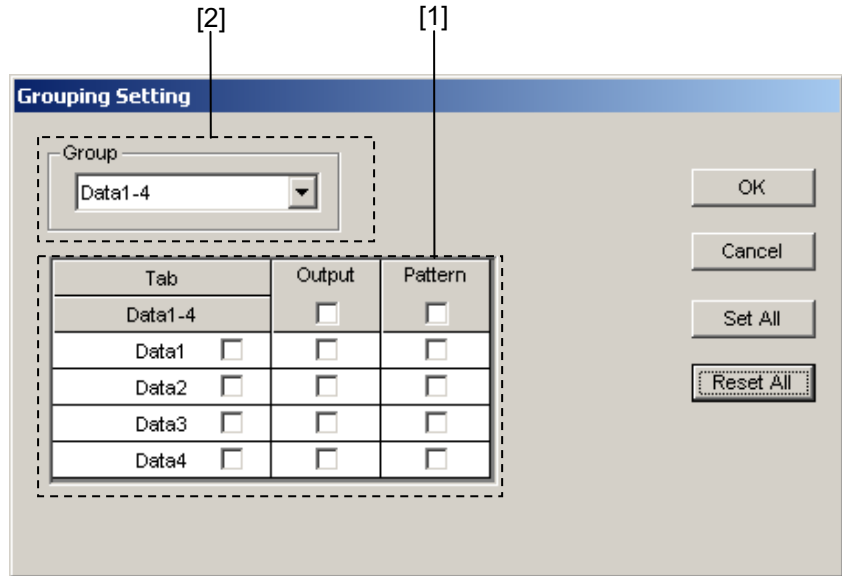 [2] [1]
Grouping Setting
Group
Data1-4
OK
Cancel
Set All
Reset All
Tab Output Pattern
Data1-4
Data1
Data2
Data3
Data4